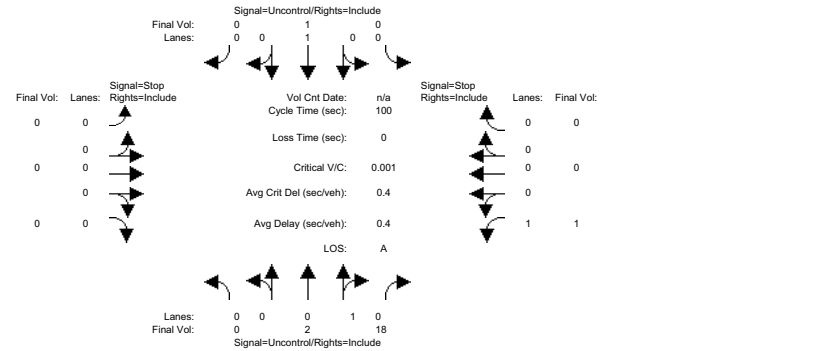 Signal=Uncontrol/Rights=Include
Final Vol: 0 1 0
Lanes: 0 0 1 0 0
Signal=Stop Signal=Stop
Final Vol: Lanes: Rights=Include Vol Cnt Date: n/a Rights=Include Lanes: Final Vol:
Cycle Time (sec): 100
0 0 0 0
Loss Time (sec): 0
0 0
0 0 Critical V/C: 0.001 0 0
0 Avg Crit Del (sec/veh): 0.4 0
0 0 Avg Delay (sec/veh): 0.4 1 1
LOS: A
Lanes: 0 0 0 1 0
Final Vol: 0 2 18
Signal=Uncontrol/Rights=Include